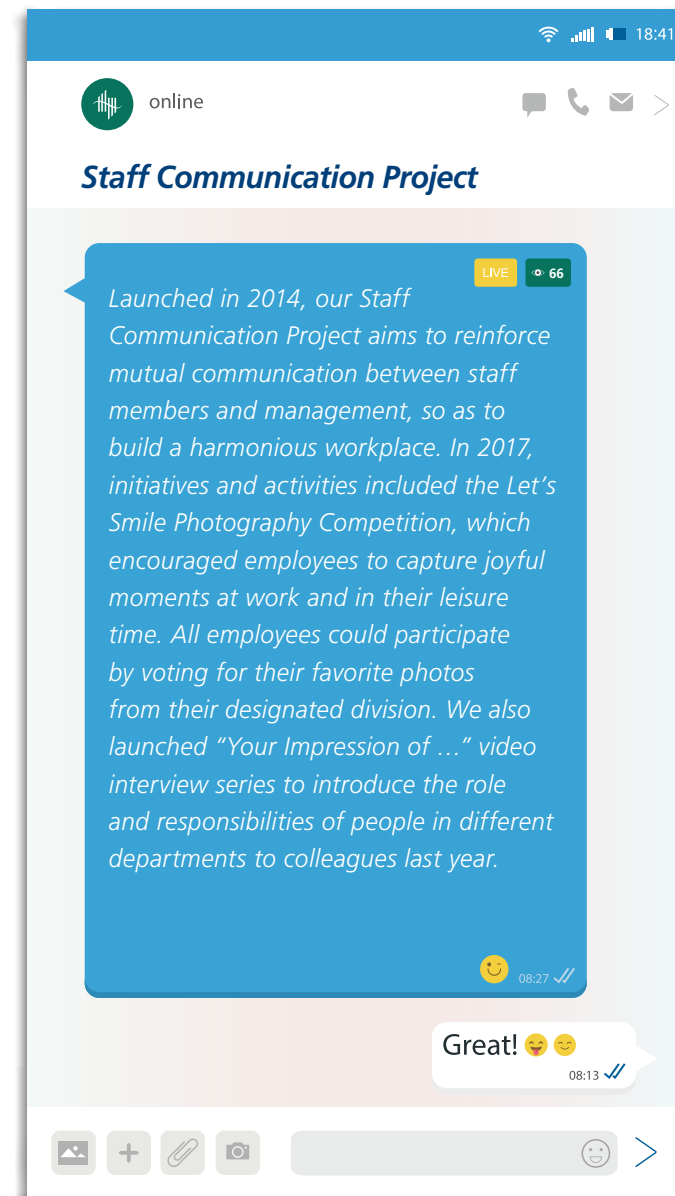 18:41
online
Staff Communication Project
LIVE
66
Launched in 2014, our Staff
Communication Project aims to reinforce
mutual communication between staff
members and management, so as to
build a harmonious workplace. In 2017,
initiatives and activities included the Let’s
Smile Photography Competition, which
encouraged employees to capture joyful
moments at work and in their leisure
time. All employees could participate
by voting for their favorite photos
from their designated division. We also
launched “Your Impression of …” video
interview series to introduce the role
and responsibilities of people in different
departments to colleagues last year.
08:27
Great!
08:13